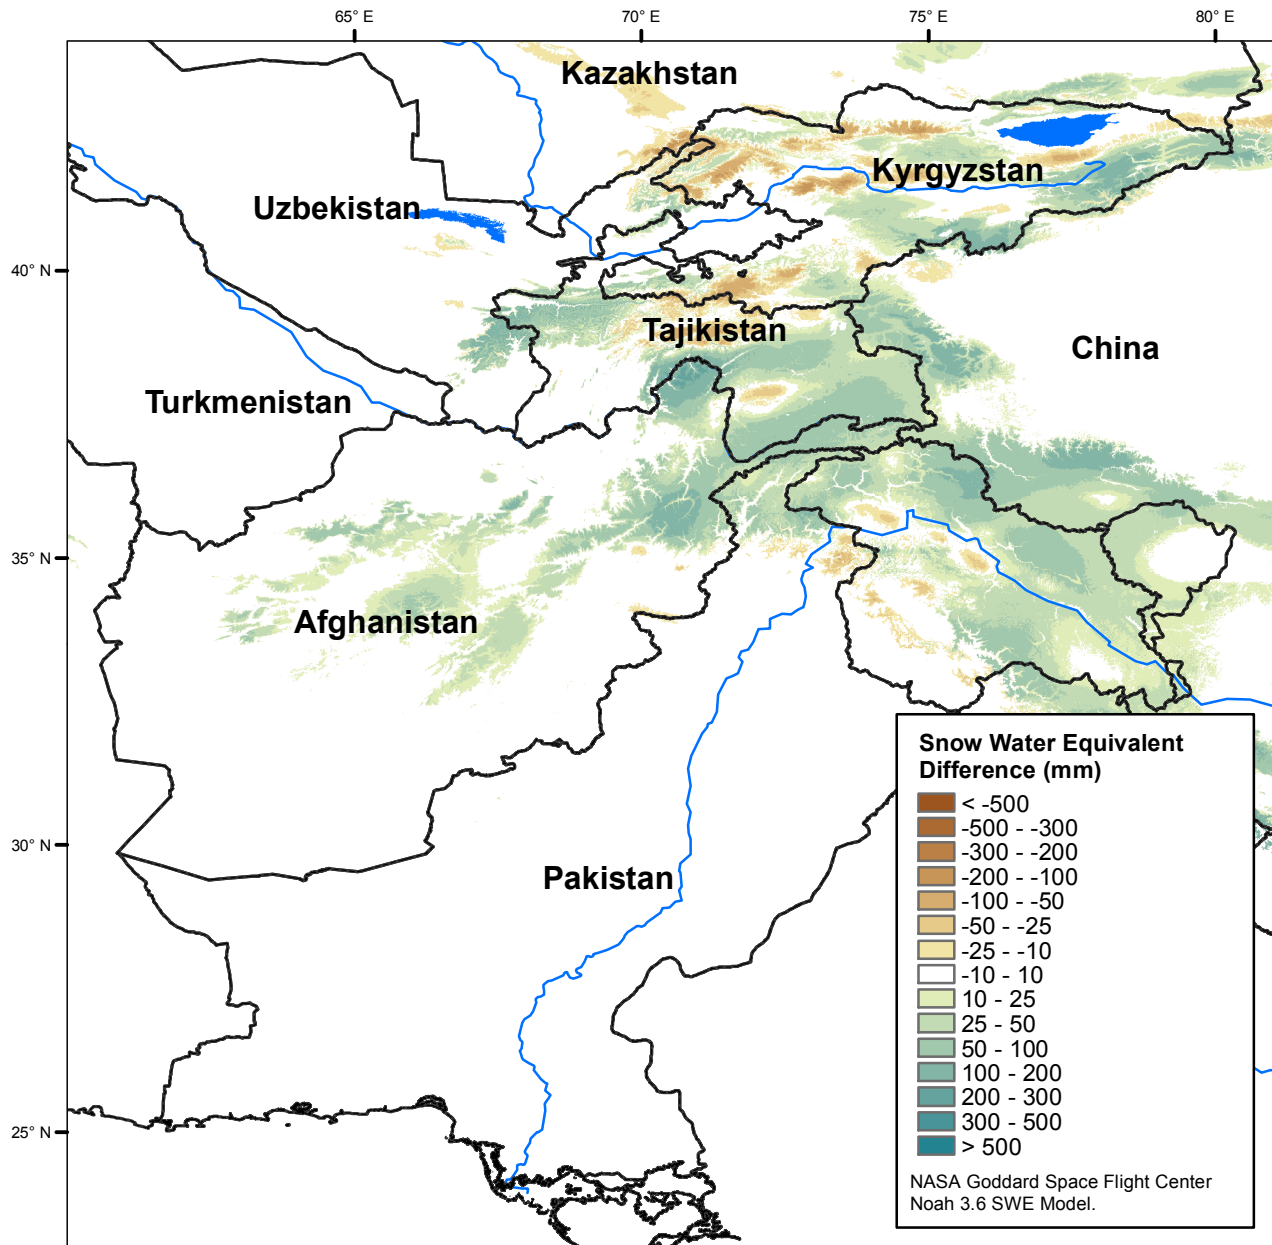 65° E
70° E
75° E
80° E
Kazakhstan
Kyrgyzstan
Uzbekistan
40° N
Tajikistan
China
Turkmenistan
35° N
Afghanistan
30° N
Pakistan
25° N
Snow Water Equivalent
Difference (mm)
< -500
-500 - -300
-300 - -200
-200 - -100
-100 - -50
-50 - -25
-25 - -10
-10 - 10
10 - 25
25 - 50
50 - 100
100 - 200
200 - 300
300 - 500
> 500
NASA Goddard Space Flight Center
Noah 3.6 SWE Model.